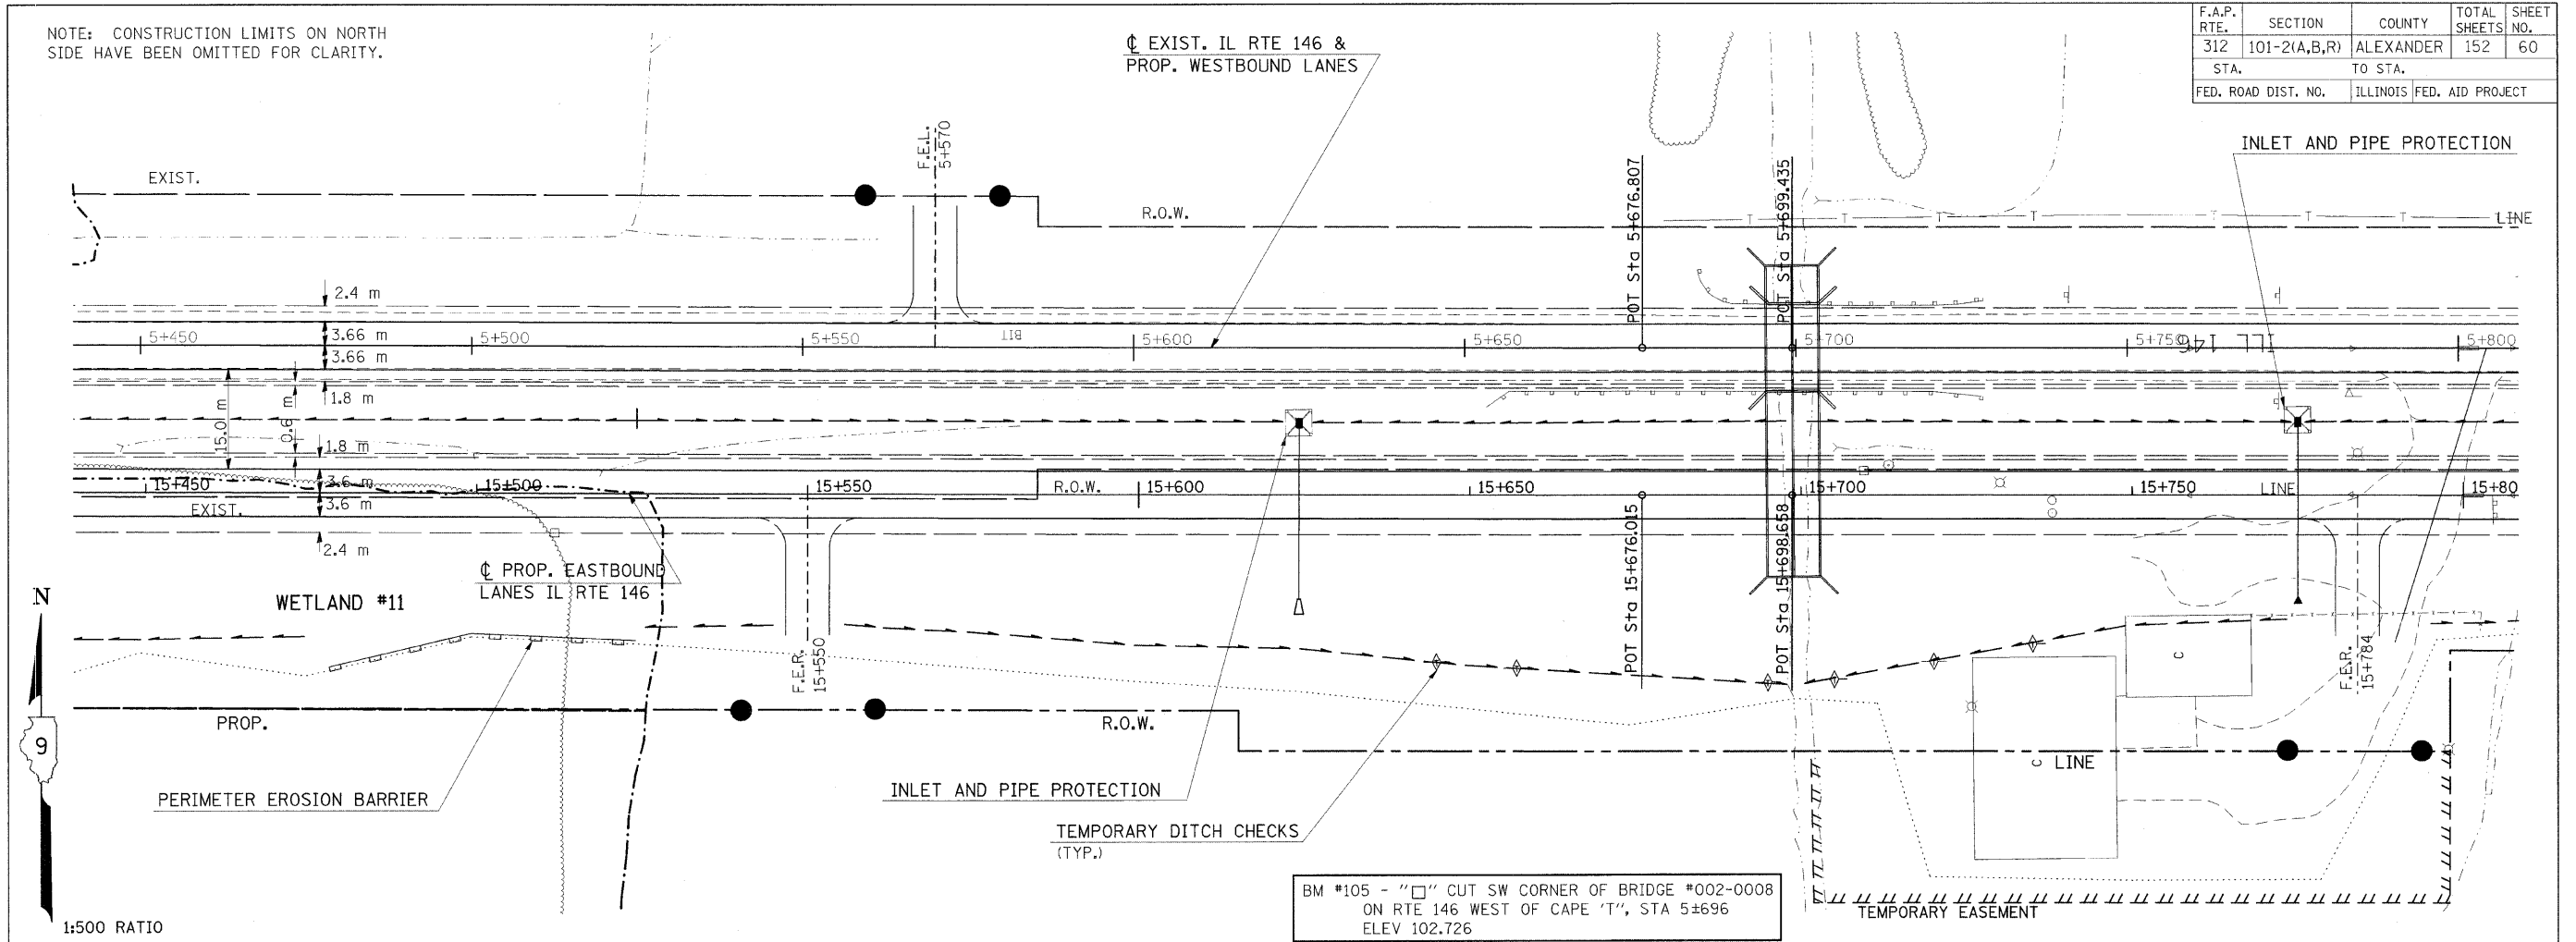 NOTE: CONSTRUCTION LIMITS ON NORTH
SIDE HAVE BEEN OMITTED FOR CLARITY.
℄ EXIST. IL RTE 146 &
PROP. WESTBOUND LANES
F.A.P. RTE. SECTION COUNTY TOTAL SHEETS SHEET NO.
312 101-2(A,B,R) ALEXANDER 152 60
STA. TO STA.
FED. ROAD DIST. NO. ILLINOIS FED. AID PROJECT
INLET AND PIPE PROTECTION
EXIST.
F.E.L.
5+570
R.O.W.
POT Sta 5+676.807
POT Sta 5+699.435
LINE
2.4 m
3.66 m
3.66 m
1.8 m
5+450
5+500
5+550
BIT
5+600
5+650
5+700
5+750
ILL 146
5+800
15.0 m
0.6 m
1.8 m
3.6 m
3.6 m
2.4 m
15+450
15+500
15+550
R.O.W.
15+600
15+650
15+700
15+750
LINE
15+80
EXIST.
℄ PROP. EASTBOUND
LANES IL RTE 146
WETLAND #11
F.E.R.
15+550
POT Sta 15+676.015
POT Sta 15+698.658
F.E.R.
15+784
C
C
N
9
PROP.
R.O.W.
LINE
PERIMETER EROSION BARRIER
INLET AND PIPE PROTECTION
TEMPORARY DITCH CHECKS
(TYP.)
BM #105 - "□" CUT SW CORNER OF BRIDGE #002-0008
ON RTE 146 WEST OF CAPE 'T", STA 5±696
ELEV 102.726
TEMPORARY EASEMENT
1:500 RATIO